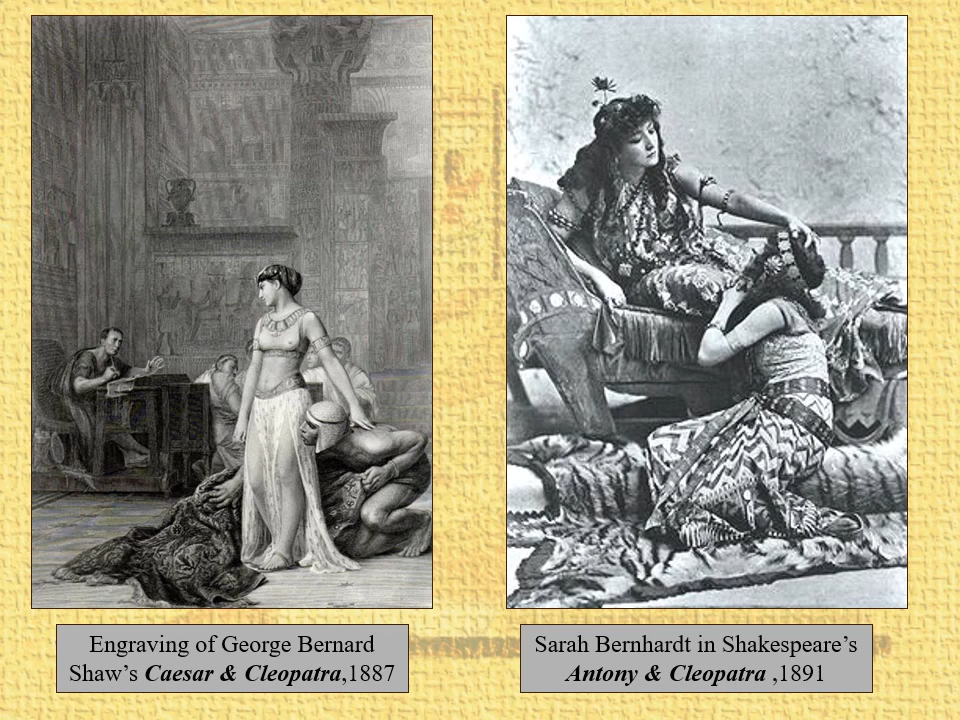 Engraving of George Bernard
Shaw’s Caesar & Cleopatra,1887
Sarah Bernhardt in Shakespeare’s
Antony & Cleopatra ,1891